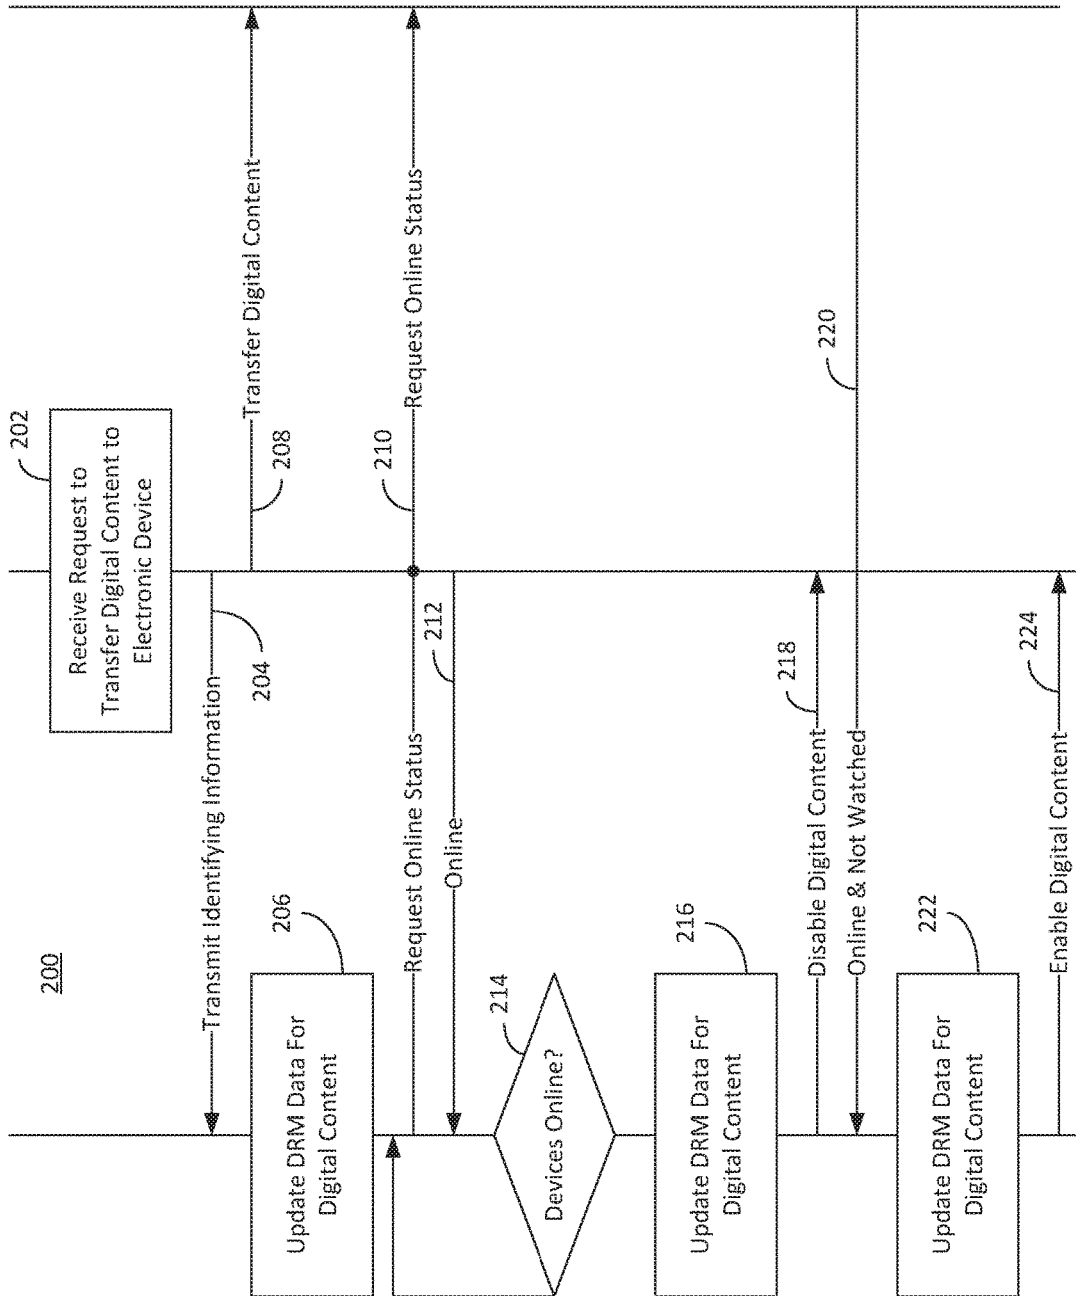 200
202
Receive Request to
Transfer Digital Content to
Electronic Device
Transmit Identifying Information
204
206
Update DRM Data For
Digital Content
Transfer Digital Content
208
Request Online Status
210
Request Online Status
Online
212
214
Devices Online?
216
Update DRM Data For
Digital Content
Disable Digital Content
218
Online & Not Watched
220
222
Update DRM Data For
Digital Content
Enable Digital Content
224